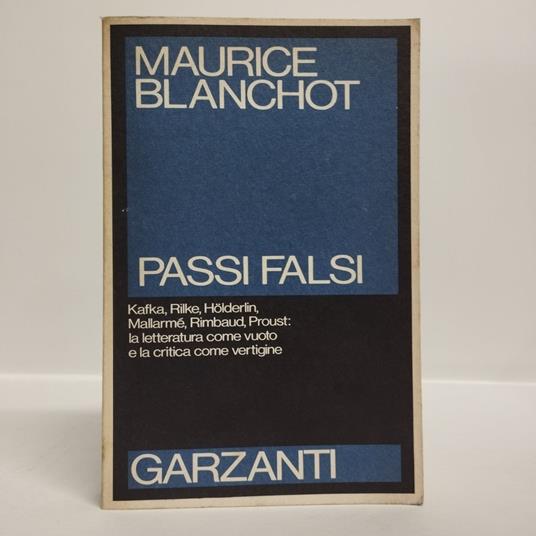 MAURICE
BLANCHOT
PASSI FALSI
Kafka, Rilke, Hölderlin,
Mallarmé, Rimbaud, Proust:
la letteratura come vuoto
e la critica come vertigine
GARZANTI